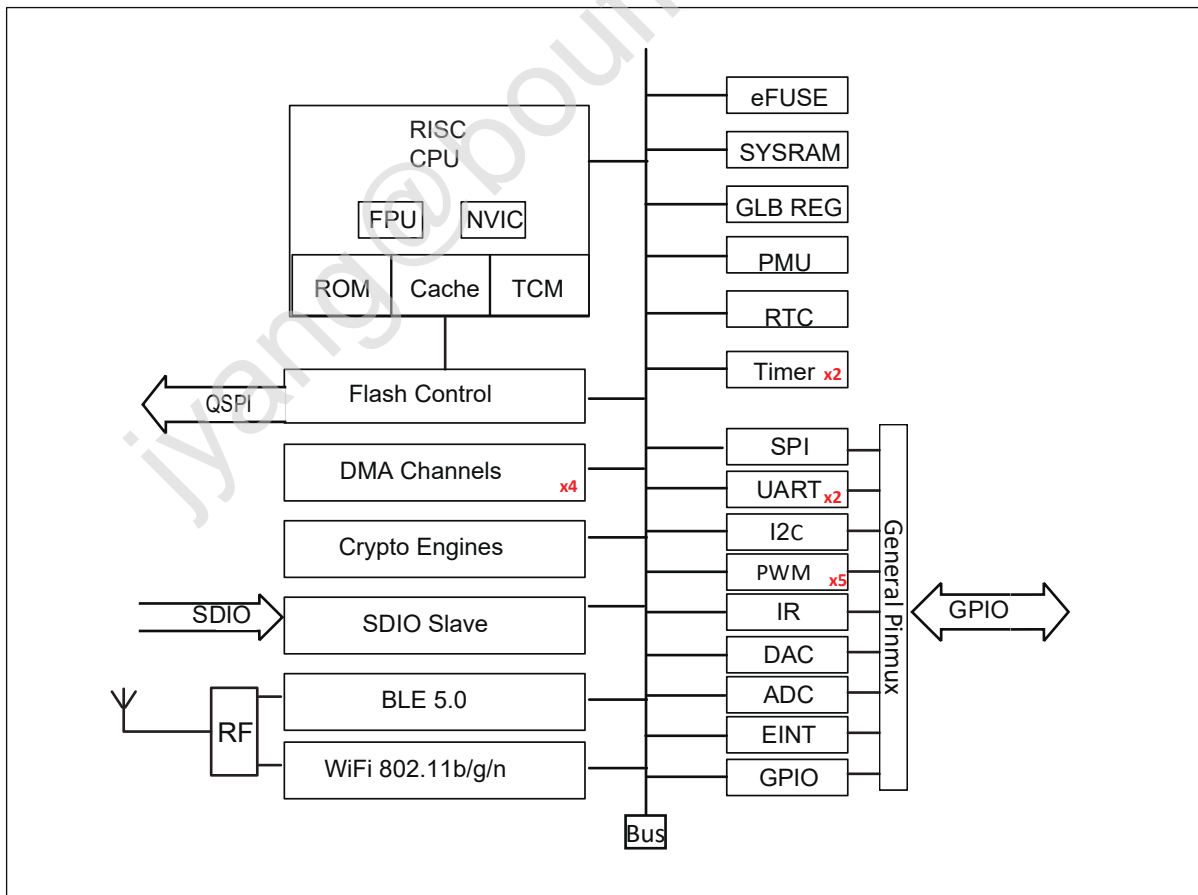 RISC
CPU
FPU NVIC
ROM Cache TCM
QSPI
Flash Control
DMA Channels x4
Crypto Engines
SDIO
SDIO Slave
RF
BLE 5.0
WiFi 802.11b/g/n
Bus
eFUSE
SYSRAM
GLB REG
PMU
RTC
Timer x2
SPI
UART x2
I2C
PWM x5
IR
DAC
ADC
EINT
GPIO
General Pinmux
GPIO
jyang@bou